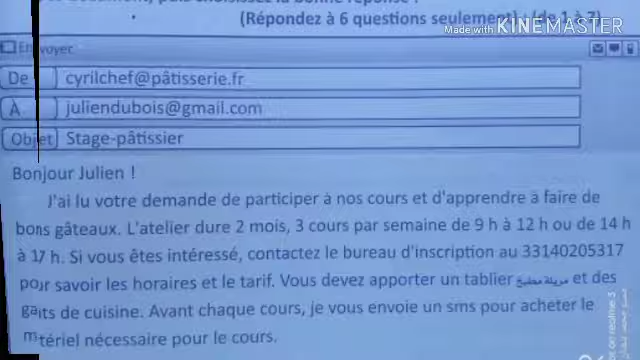 (Répondez à 6 questions seulement) : (de 1 à 7)
Made with KINEMASTER
Envoyer
De cyrilchef@pâtisserie.fr
À juliendubois@gmail.com
Objet Stage-pâtissier
Bonjour Julien !
J'ai lu votre demande de participer à nos cours et d'apprendre à faire de
bons gâteaux. L'atelier dure 2 mois, 3 cours par semaine de 9 h à 12 h ou de 14 h
à 17 h. Si vous êtes intéressé, contactez le bureau d'inscription au 33140205317
pour savoir les horaires et le tarif. Vous devez apporter un tablier مريلة مطبخ et des
gants de cuisine. Avant chaque cours, je vous envoie un sms pour acheter le
matériel nécessaire pour le cours.